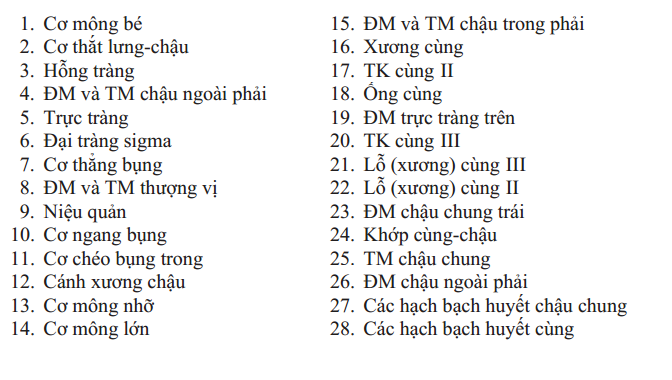 1. Cơ mông bé
2. Cơ thắt lưng-chậu
3. Hỗng tràng
4. ĐM và TM chậu ngoài phải
5. Trực tràng
6. Đại tràng sigma
7. Cơ thẳng bụng
8. ĐM và TM thượng vị
9. Niệu quản
10. Cơ ngang bụng
11. Cơ chéo bụng trong
12. Cánh xương chậu
13. Cơ mông nhỡ
14. Cơ mông lớn
15. ĐM và TM chậu trong phải
16. Xương cùng
17. TK cùng II
18. Ống cùng
19. ĐM trực tràng trên
20. TK cùng III
21. Lỗ (xương) cùng III
22. Lỗ (xương) cùng II
23. ĐM chậu chung trái
24. Khớp cùng-chậu
25. TM chậu chung
26. ĐM chậu ngoài phải
27. Các hạch bạch huyết chậu chung
28. Các hạch bạch huyết cùng